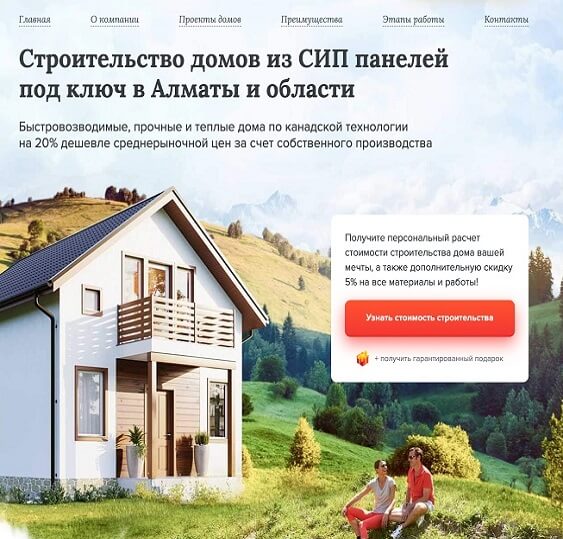 Главная О компании Проекты домов Преимущества Этапы работы Контакты
Строительство домов из СИП панелей
под ключ в Алматы и области
Быстровозводимые, прочные и теплые дома по канадской технологии
на 20% дешевле среднерыночной цен за счет собственного производства
Получите персональный расчет
стоимости строительства дома вашей
мечты, а также дополнительную скидку
5% на все материалы и работы!
Узнать стоимость строительства
+ получить гарантированный подарок